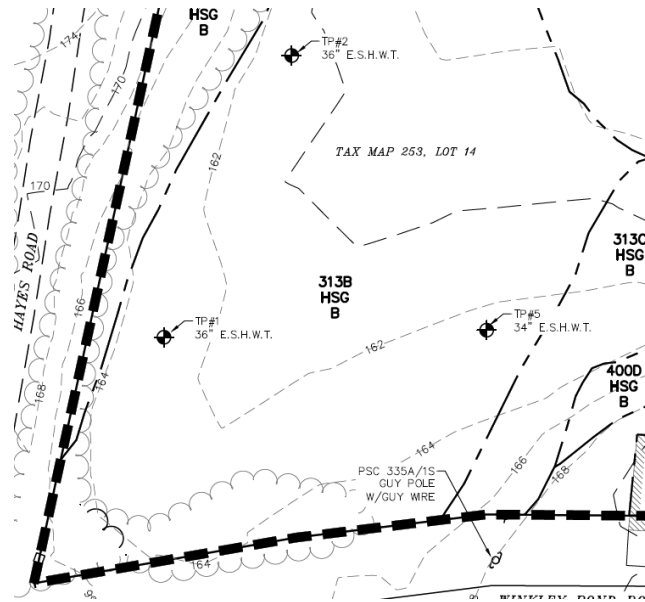 HSG
B
174
TP#2
36" E.S.H.W.T.
170
162
TAX MAP 253, LOT 14
170
HAYES ROAD
313B
HSG
B
313C
HSG
B
166
TP#1
36" E.S.H.W.T.
TP#5
34" E.S.H.W.T.
162
164
168
400D
HSG
B
164
166
168
PSC 335A/1S
GUY POLE
W/GUY WIRE
164